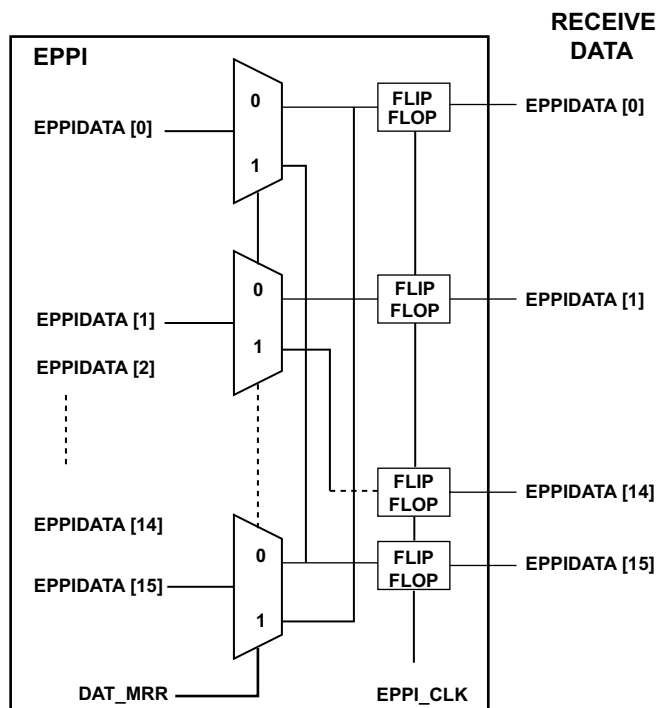 RECEIVE
DATA
EPPI
EPPIDATA [0]
0
1
FLIP
FLOP
EPPIDATA [0]
EPPIDATA [1]
0
1
FLIP
FLOP
EPPIDATA [1]
EPPIDATA [2]
FLIP
FLOP
EPPIDATA [14]
EPPIDATA [14]
0
1
FLIP
FLOP
EPPIDATA [15]
EPPIDATA [15]
DAT_MRR
EPPI_CLK